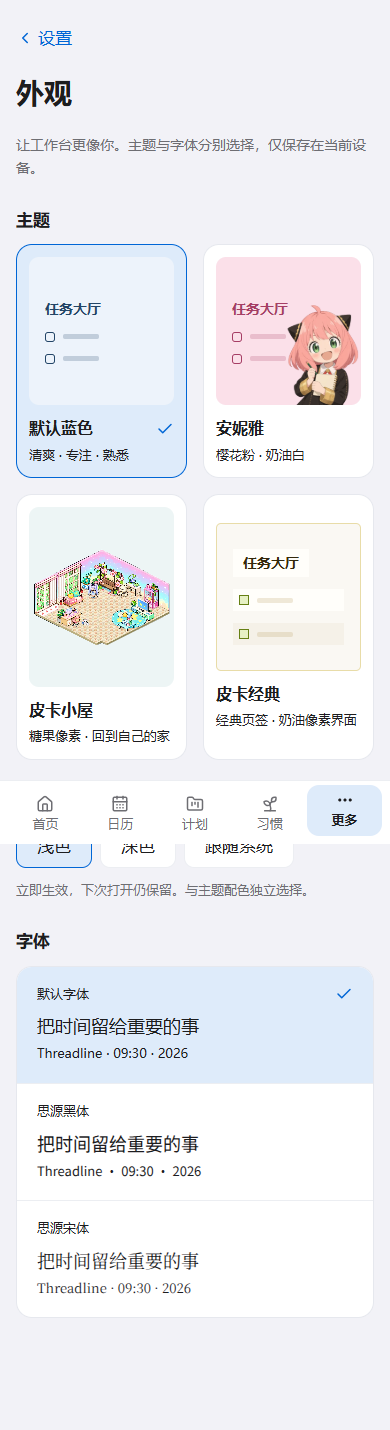 设置
外观
让工作台更像你。主题与字体分别选择，仅保存在当前设
备。
主题
任务大厅
默认蓝色
清爽 · 专注 · 熟悉
任务大厅
安妮雅
樱花粉 · 奶油白
皮卡小屋
糖果像素 · 回到自己的家
任务大厅
皮卡经典
经典页签 · 奶油像素界面
首页
日历
计划
习惯
更多
浅色
深色
跟随系统
立即生效，下次打开仍保留。与主题配色独立选择。
字体
默认字体
把时间留给重要的事
Threadline · 09:30 · 2026
思源黑体
把时间留给重要的事
Threadline · 09:30 · 2026
思源宋体
把时间留给重要的事
Threadline · 09:30 · 2026